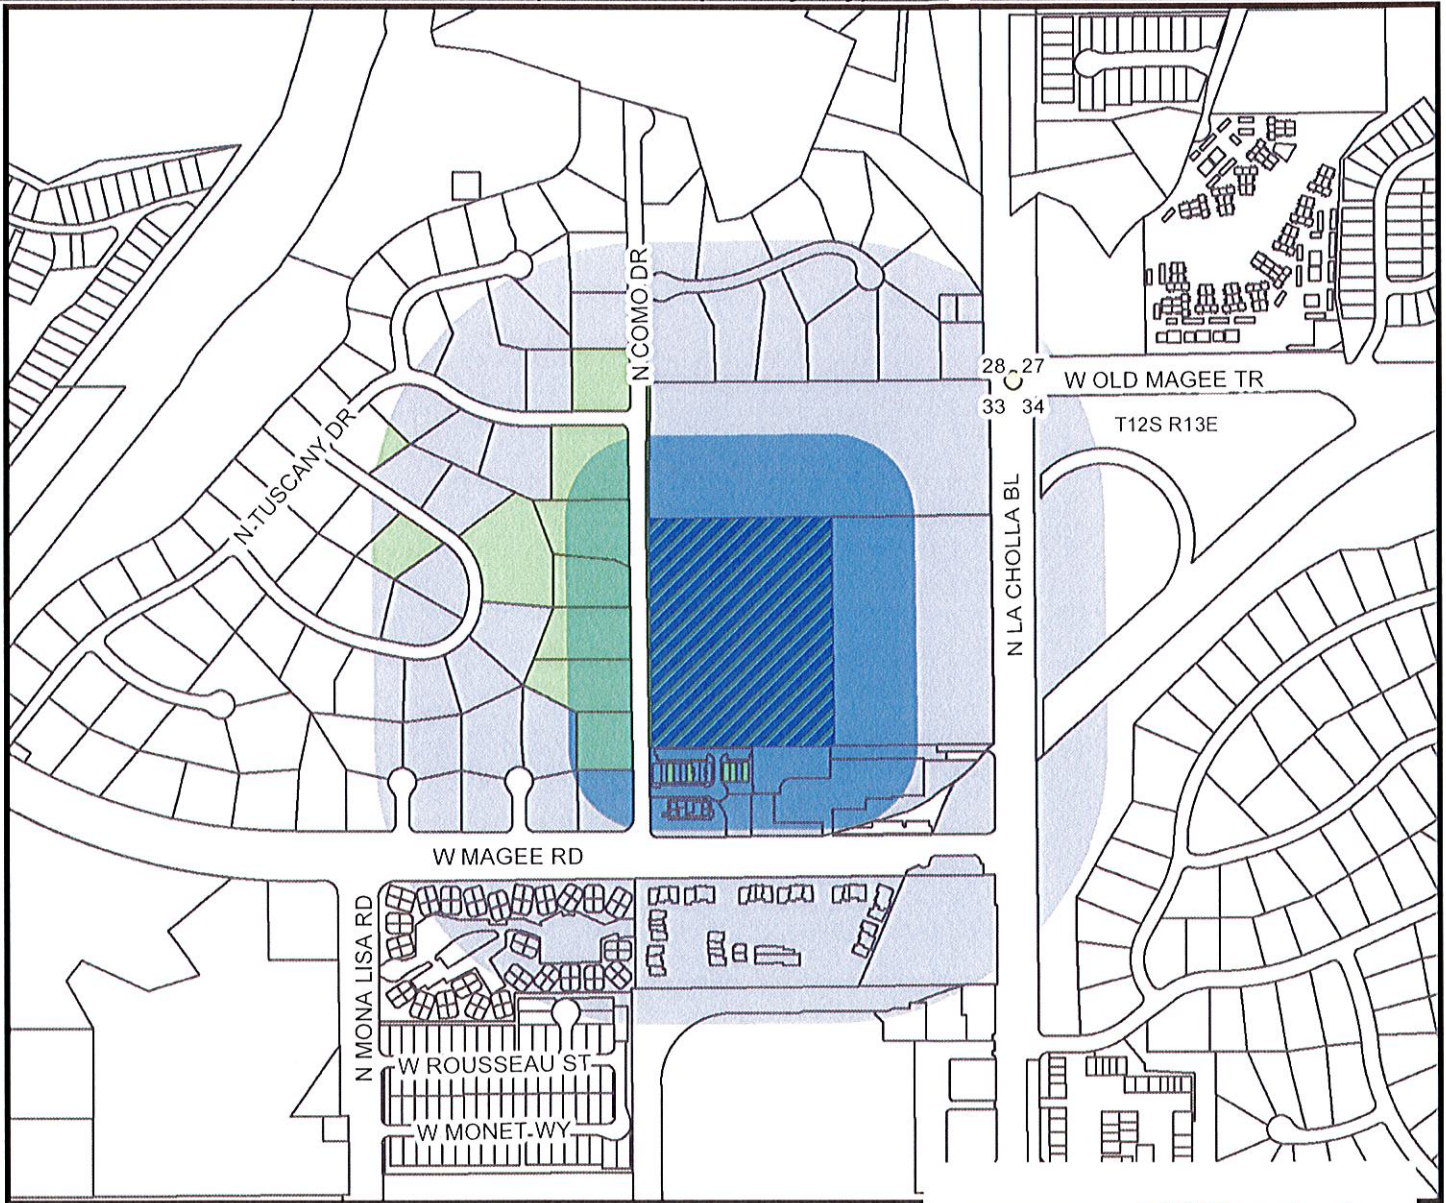 N COMO DR
28 27
W OLD MAGEE TR
33 34
T12S R13E
N TUSCANY DR
N LA CHOLLA BL
W MAGEE RD
N MONA LISA RD
W ROUSSEAU ST
W MONET WY